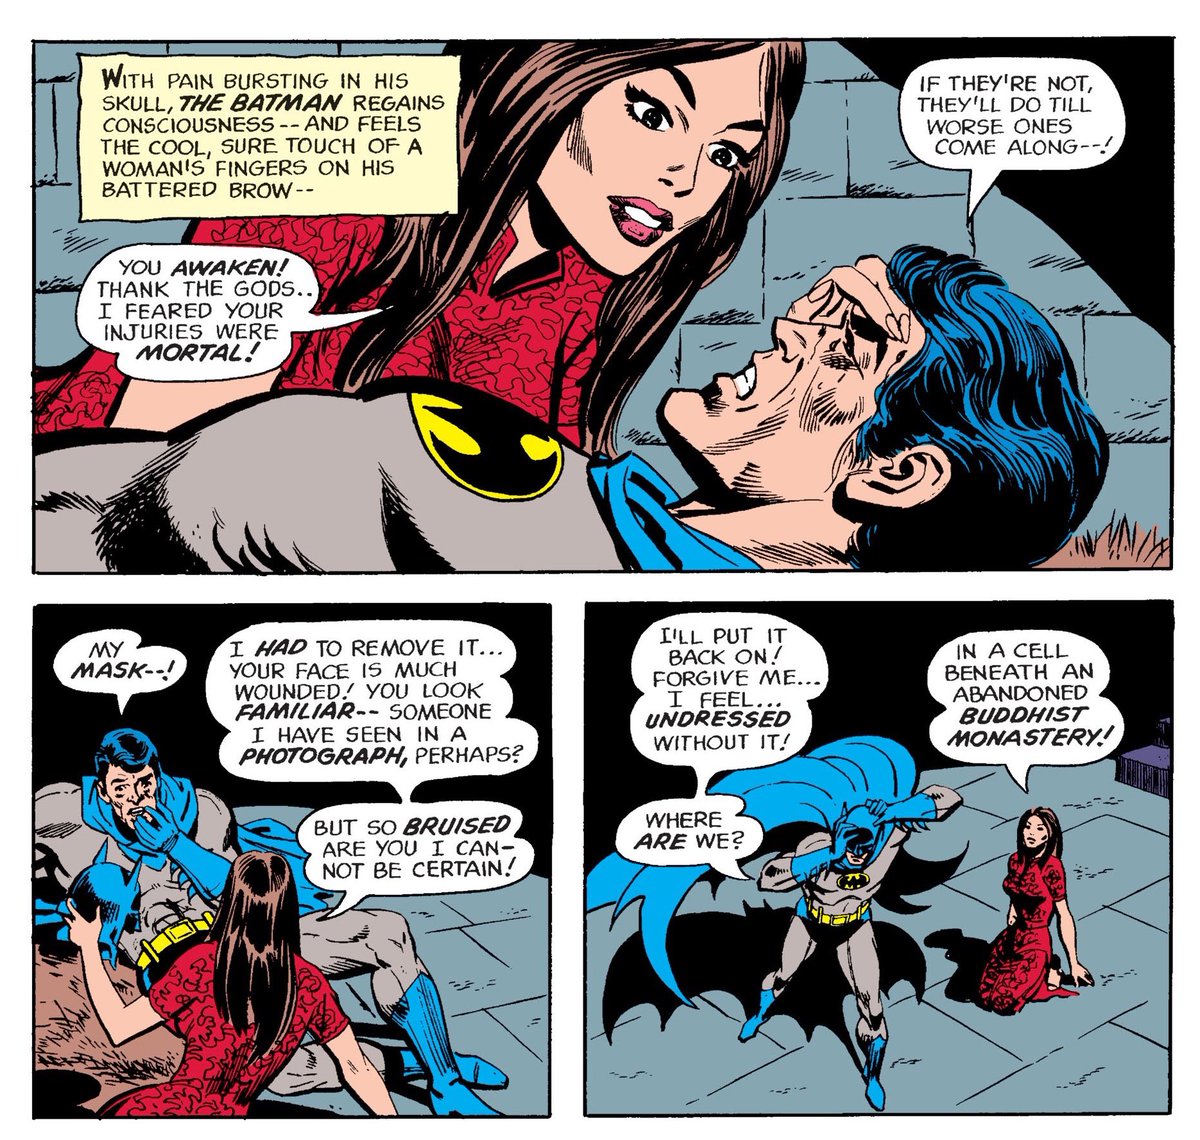 WITH PAIN BURSTING IN HIS
SKULL, THE BATMAN REGAINS
CONSCIOUSNESS--AND FEELS
THE COOL, SURE TOUCH OF A
WOMAN'S FINGERS ON HIS
BATTERED BROW--
YOU AWAKEN!
THANK THE GODS..
I FEARED YOUR
INJURIES WERE
MORTAL!
IF THEY'RE NOT,
THEY'LL DO TILL
WORSE ONES
COME ALONG--!
MY
MASK--!
I HAD TO REMOVE IT...
YOUR FACE IS MUCH
WOUNDED! YOU LOOK
FAMILIAR-- SOMEONE
I HAVE SEEN IN A
PHOTOGRAPH, PERHAPS?
BUT SO BRUISED
ARE YOU I CAN-
NOT BE CERTAIN!
I'LL PUT IT
BACK ON!
FORGIVE ME...
I FEEL...
UNDRESSED
WITHOUT IT!
WHERE
ARE WE?
IN A CELL
BENEATH AN
ABANDONED
BUDDHIST
MONASTERY!